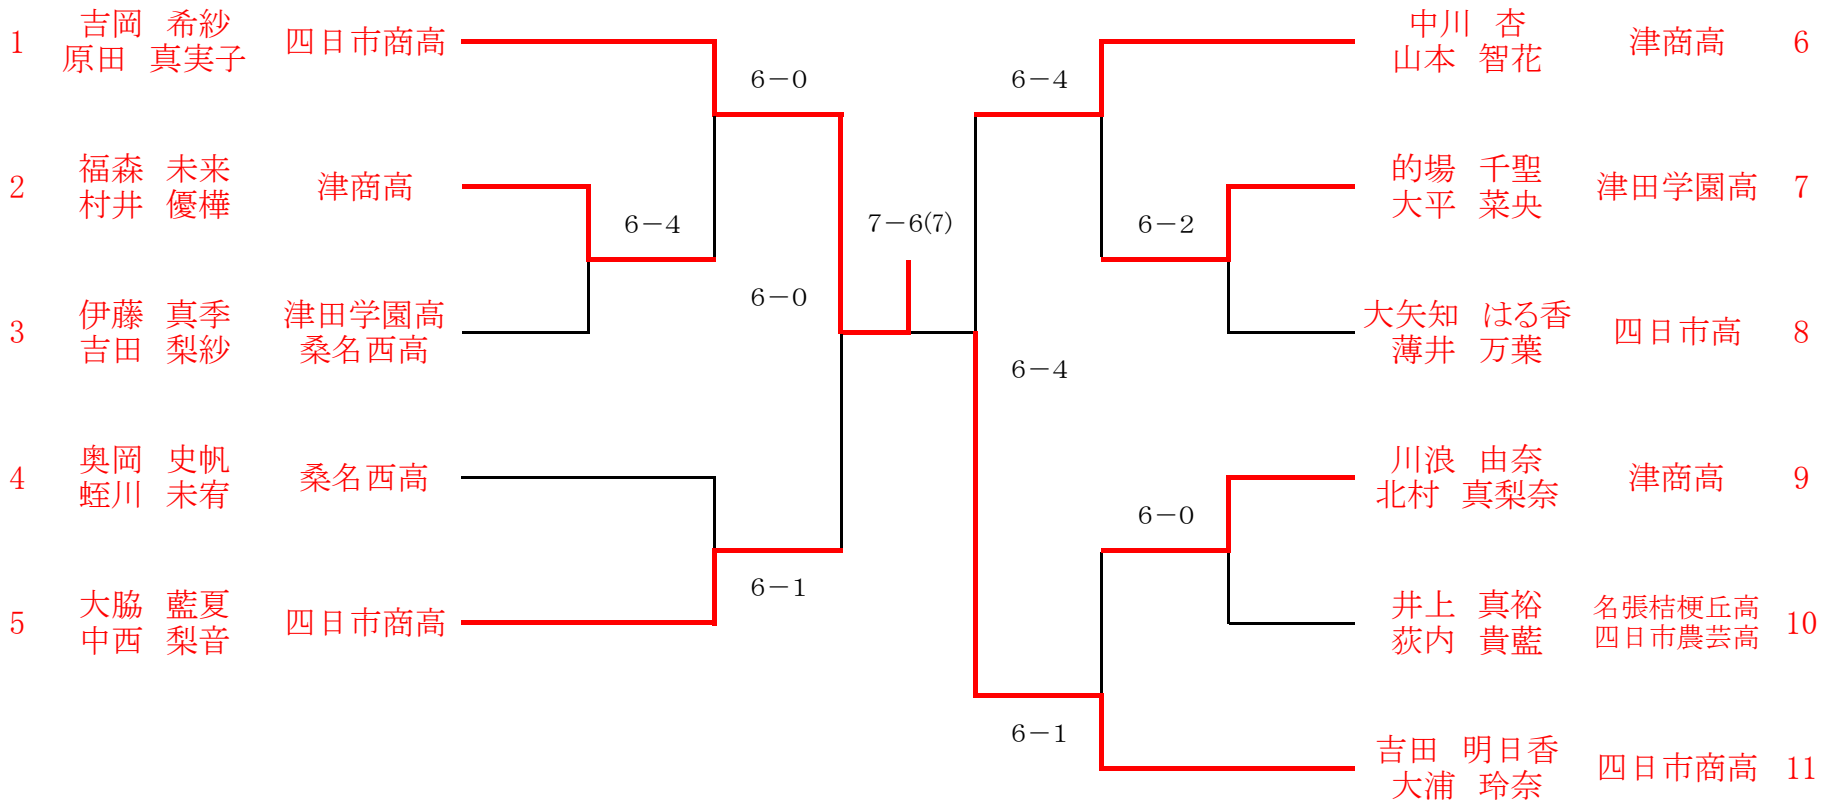 1 吉岡 希紗
原田 真実子 四日市商高
2 福森 未来
村井 優樺 津商高
3 伊藤 真季 津田学園高
吉田 梨紗 桑名西高
4 奥岡 史帆
蛭川 未宥 桑名西高
5 大脇 藍夏
中西 梨音 四日市商高
6-0
6-4
6-0
6-1
7-6(7)
6-4
6-2
6-4
6-0
6-1
中川 杏
山本 智花 津商高 6
的場 千聖
大平 菜央 津田学園高 7
大矢知 はる香
薄井 万葉 四日市高 8
川浪 由奈
北村 真梨奈 津商高 9
井上 真裕 名張桔梗丘高
荻内 貴藍 四日市農芸高 10
吉田 明日香
大浦 玲奈 四日市商高 11